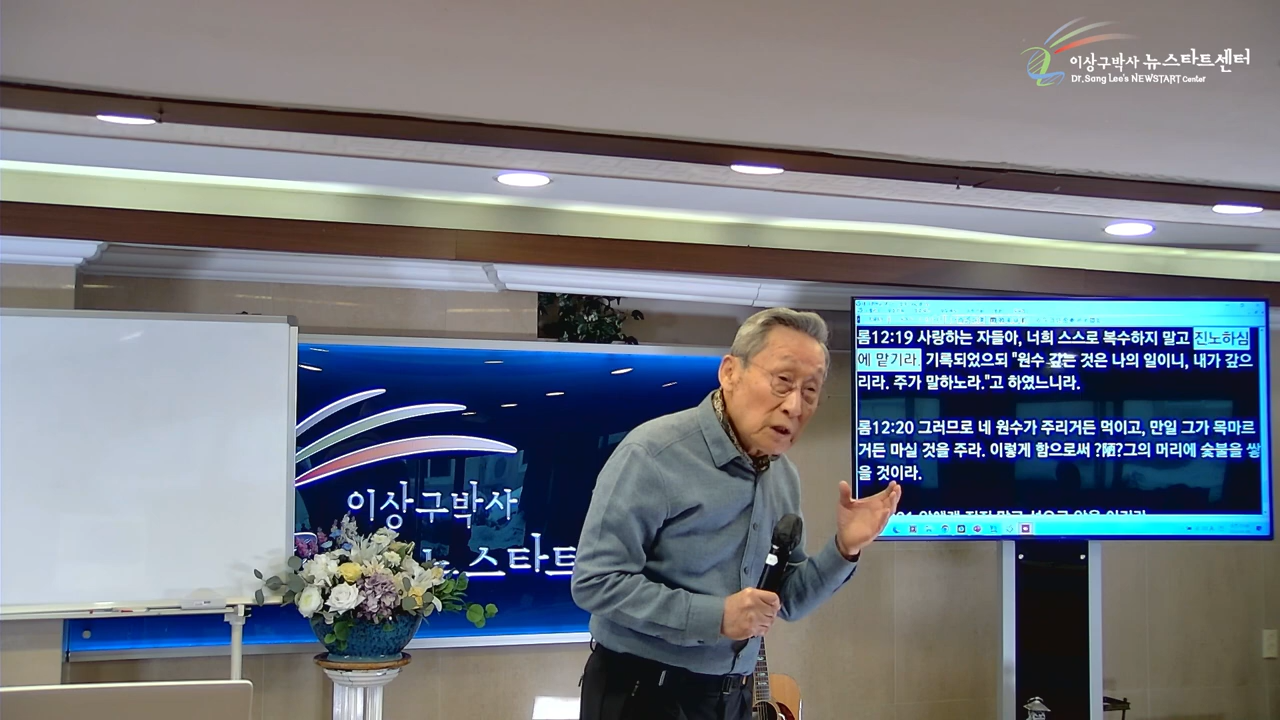 이상구박사 뉴스타트센터
Dr. Sang Lee's NEWSTART Center
롬12:19 사랑하는 자들아, 너희 스스로 복수하지 말고 진노하심
에 맡기라. 기록되었으되 "원수 갚는 것은 나의 일이니, 내가 갚으
리라. 주가 말하노라."고 하였느니라.
롬12:20 그러므로 네 원수가 주리거든 먹이고, 만일 그가 목마르
거든 마실 것을 주라. 이렇게 함으로써 ?陋?그의 머리에 숯불을 쌓
을 것이라.
이상구박사
스타트